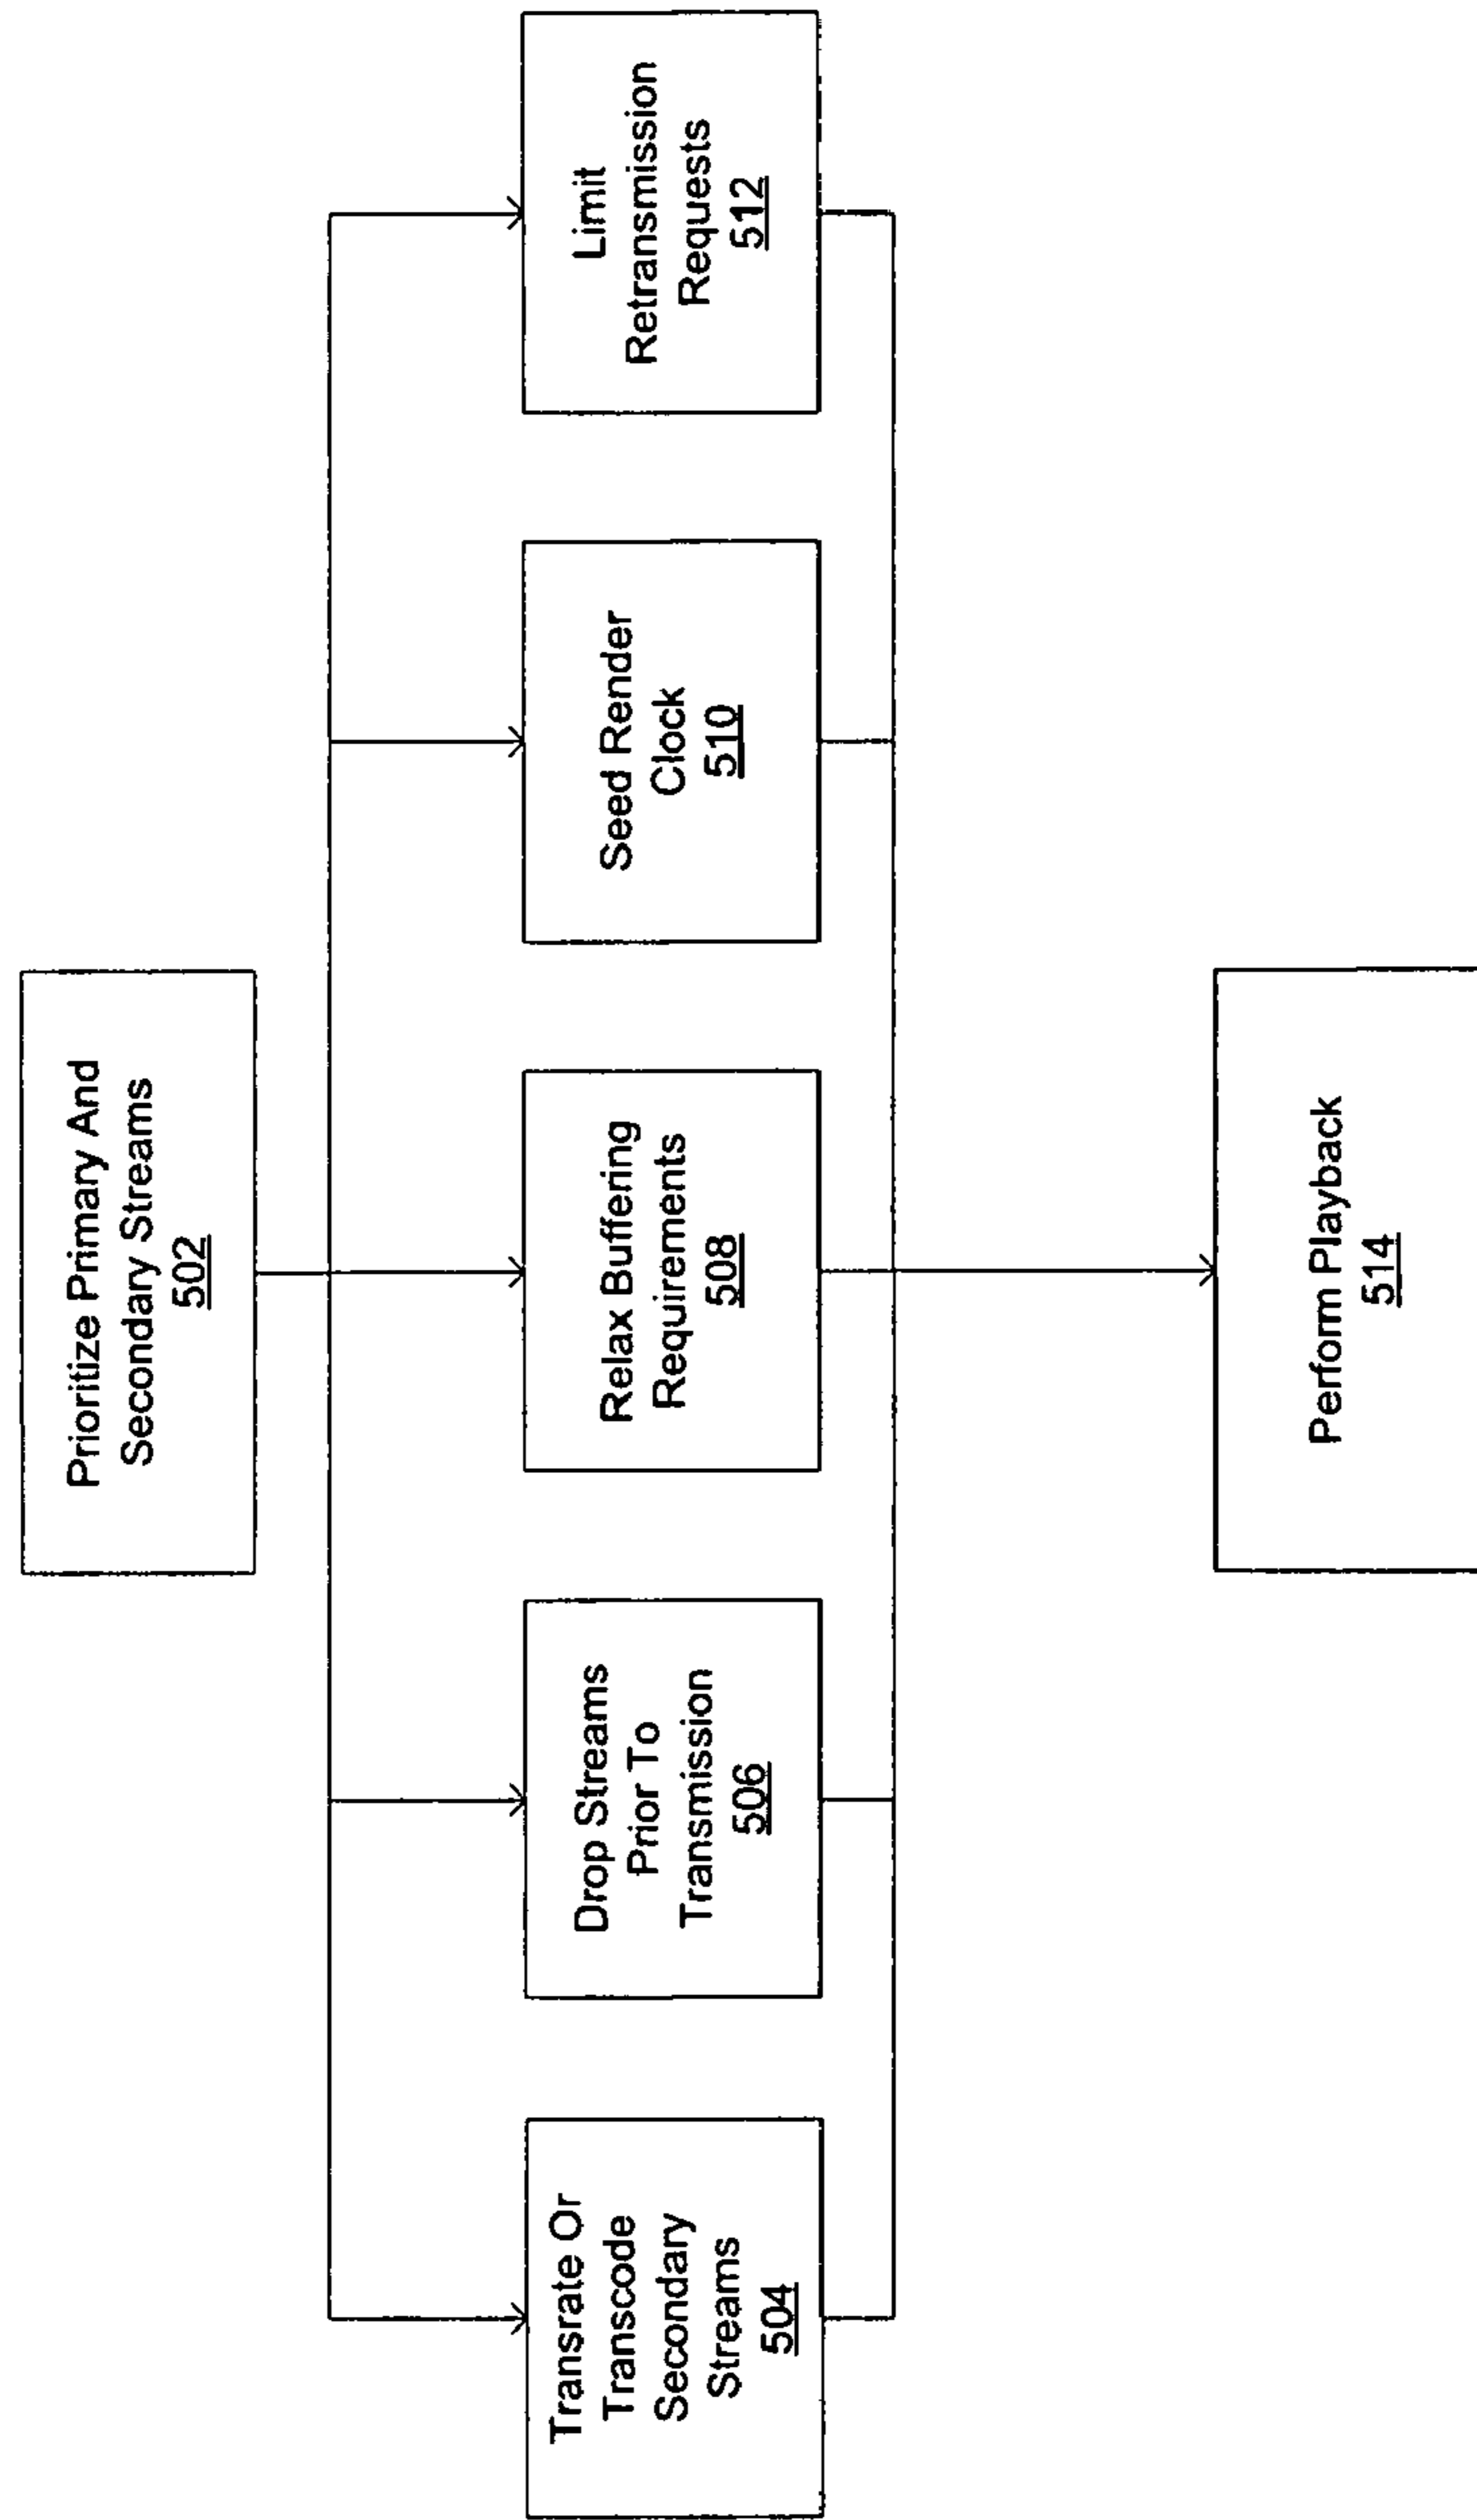 Prioritize Primary And
Secondary Streams
502
Transrate Or
Transcode
Secondary
Streams
504
Drop Streams
Prior To
Transmission
506
Relax Buffering
Requirements
508
Seed Render
Clock
510
Limit
Retransmission
Requests
512
Perform Playback
514